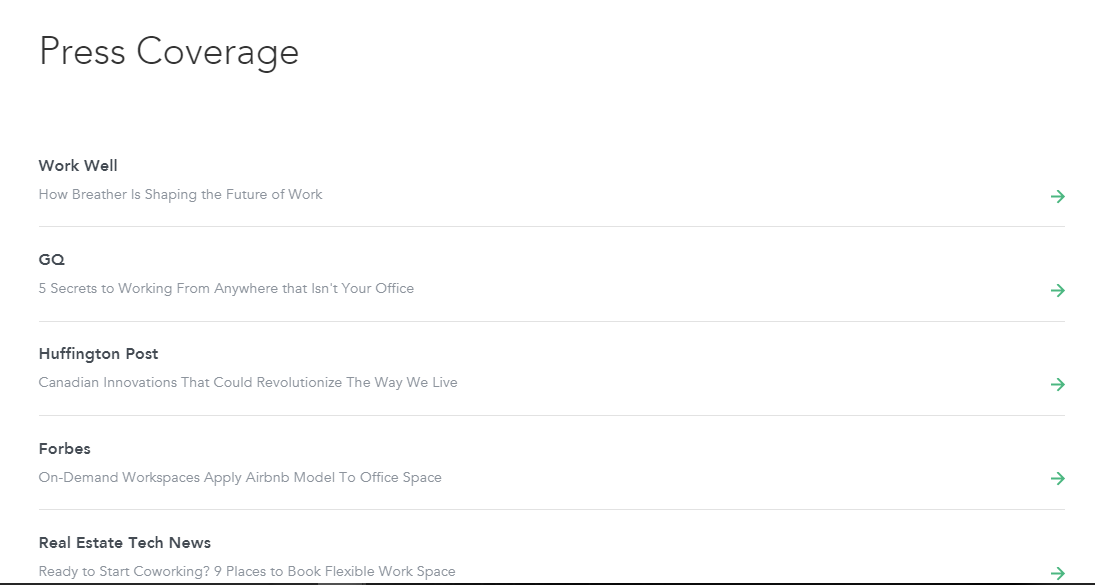 Press Coverage
Work Well
How Breather Is Shaping the Future of Work
GQ
5 Secrets to Working From Anywhere that Isn't Your Office
Huffington Post
Canadian Innovations That Could Revolutionize The Way We Live
Forbes
On-Demand Workspaces Apply Airbnb Model To Office Space
Real Estate Tech News
Ready to Start Coworking? 9 Places to Book Flexible Work Space